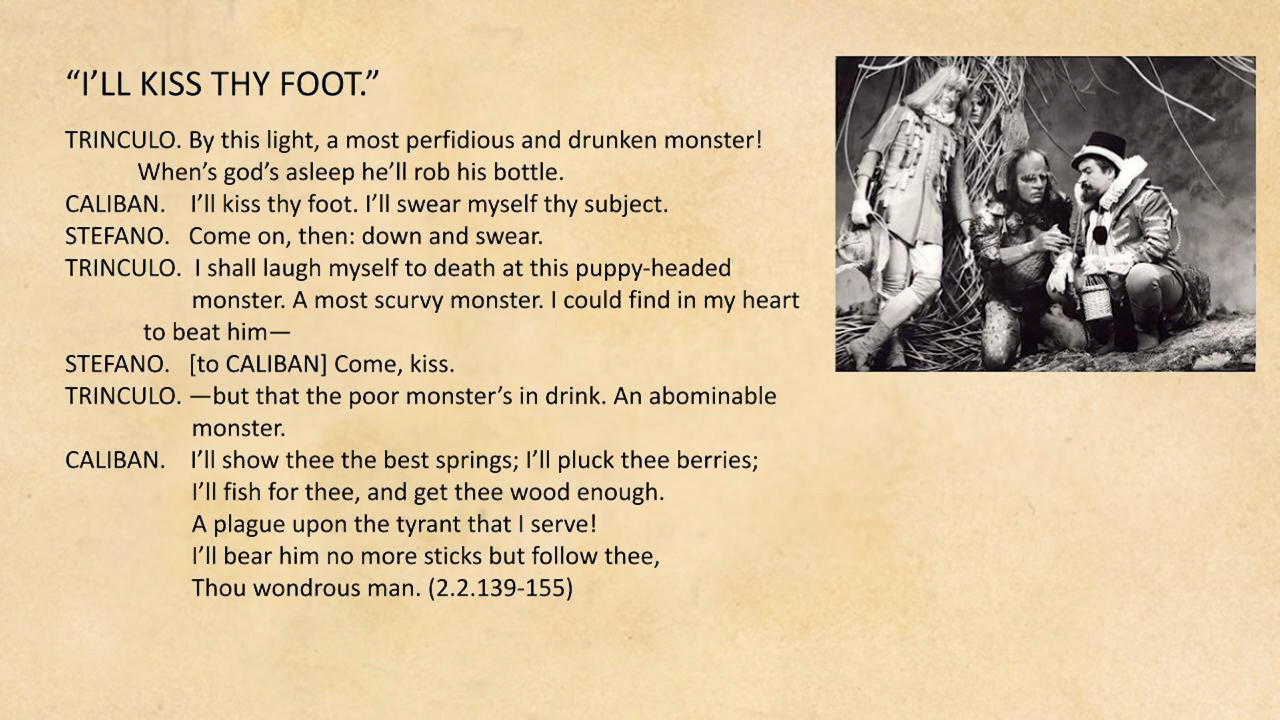 “I’LL KISS THY FOOT.”
TRINCULO. By this light, a most perfidious and drunken monster!
When’s god’s asleep he’ll rob his bottle.
CALIBAN. I’ll kiss thy foot. I’ll swear myself thy subject.
STEFANO. Come on, then: down and swear.
TRINCULO. I shall laugh myself to death at this puppy-headed
monster. A most scurvy monster. I could find in my heart
to beat him—
STEFANO. [to CALIBAN] Come, kiss.
TRINCULO. —but that the poor monster’s in drink. An abominable
monster.
CALIBAN. I’ll show thee the best springs; I’ll pluck thee berries;
I’ll fish for thee, and get thee wood enough.
A plague upon the tyrant that I serve!
I’ll bear him no more sticks but follow thee,
Thou wondrous man. (2.2.139-155)